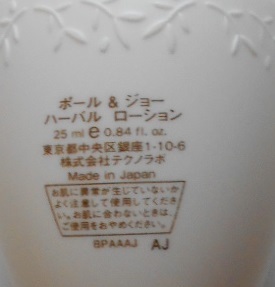 ポール & ジョー
ハーバル ローション
25 ml e 0.84 fl. oz.
東京都中央区銀座1-10-6
株式会社テクノラボ
Made in Japan
お肌に異常が生じていないか
よく注意して使用してくださ
い。お肌に合わないときは、
ご使用をおやめください。
BPAAAJ AJ